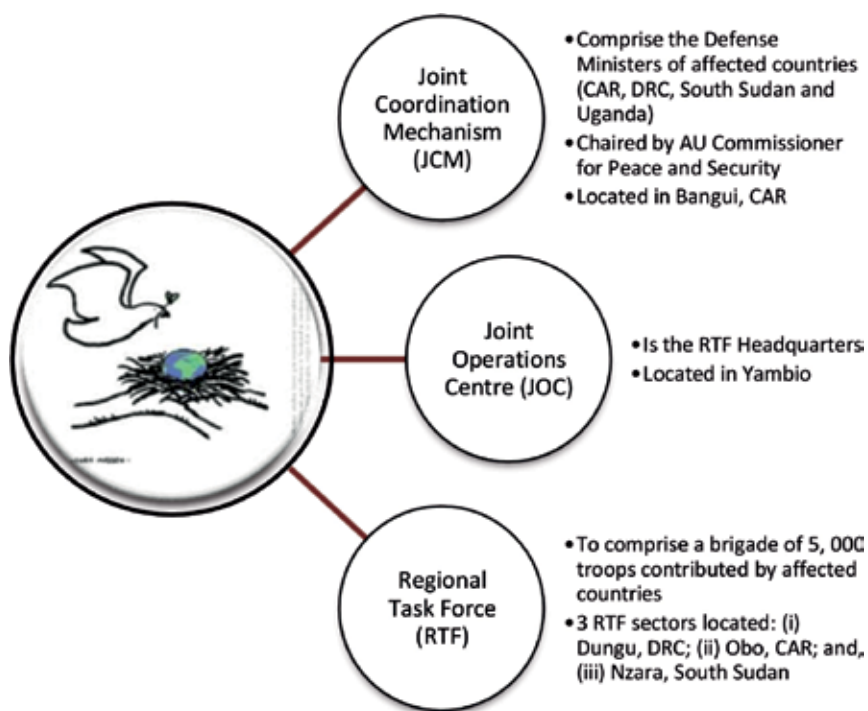 Joint
Coordination
Mechanism
(JCM)
•Comprise the Defense
Ministers of affected countries
(CAR, DRC, South Sudan and
Uganda)
•Chaired by AU Commissioner
for Peace and Security
•Located in Bangui, CAR
Joint
Operations
Centre (JOC)
•Is the RTF Headquarters
•Located in Yambio
Regional
Task Force
(RTF)
•To comprise a brigade of 5, 000
troops contributed by affected
countries
•3 RTF sectors located: (i)
Dungu, DRC; (ii) Obo, CAR; and,
(iii) Nzara, South Sudan